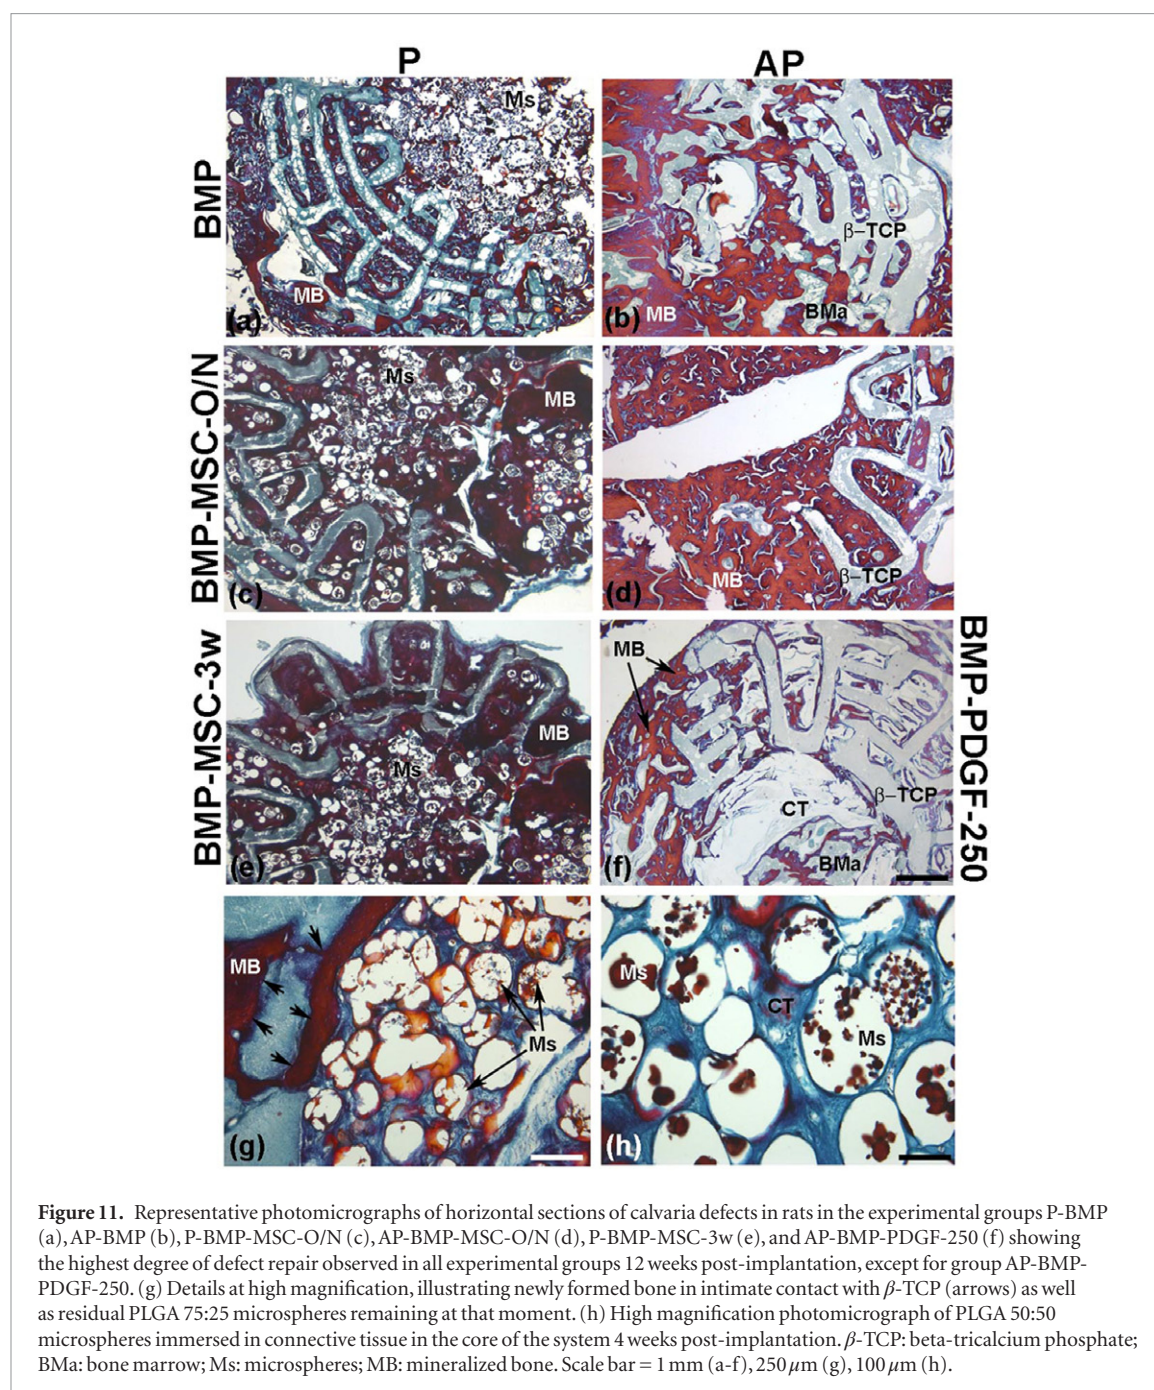 P
AP
BMP
Ms
MB
(a)
β–TCP
MB
BMa
(b)
BMP-MSC-O/N
Ms
MB
(c)
MB
β–TCP
(d)
BMP-MSC-3w
MB
Ms
(e)
MB
CT
β–TCP
BMa
(f)
BMP-PDGF-250
MB
Ms
(g)
Ms
CT
Ms
(h)
Figure 11. Representative photomicrographs of horizontal sections of calvaria defects in rats in the experimental groups P-BMP
(a), AP-BMP (b), P-BMP-MSC-O/N (c), AP-BMP-MSC-O/N (d), P-BMP-MSC-3w (e), and AP-BMP-PDGF-250 (f) showing
the highest degree of defect repair observed in all experimental groups 12 weeks post-implantation, except for group AP-BMP-
PDGF-250. (g) Details at high magnification, illustrating newly formed bone in intimate contact with β-TCP (arrows) as well
as residual PLGA 75:25 microspheres remaining at that moment. (h) High magnification photomicrograph of PLGA 50:50
microspheres immersed in connective tissue in the core of the system 4 weeks post-implantation. β-TCP: beta-tricalcium phosphate;
BMa: bone marrow; Ms: microspheres; MB: mineralized bone. Scale bar = 1 mm (a-f), 250 μm (g), 100 μm (h).